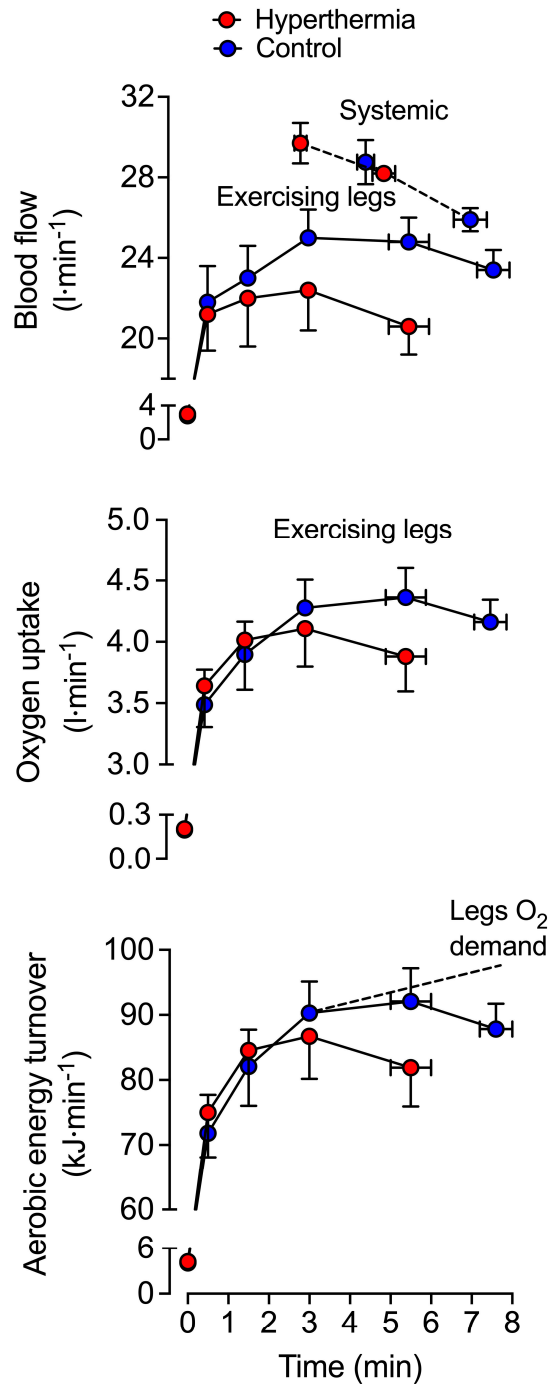 Hyperthermia
Control
32
28
24
20
4
0
Blood flow
(l·min⁻¹)
Systemic
Exercising legs
5.0
4.5
4.0
3.5
3.0
0.3
0.0
Oxygen uptake
(l·min⁻¹)
Exercising legs
100
90
80
70
60
6
0
Aerobic energy turnover
(kJ·min⁻¹)
Legs O₂
demand
0 1 2 3 4 5 6 7 8
Time (min)